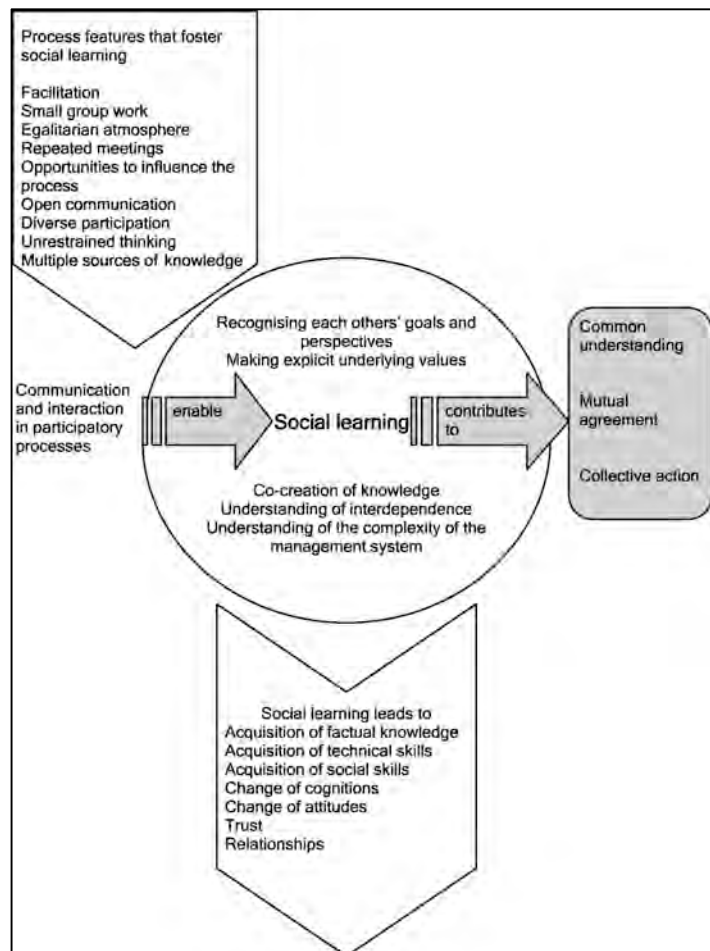 Process features that foster
social learning
Facilitation
Small group work
Egalitarian atmosphere
Repeated meetings
Opportunities to influence the
process
Open communication
Diverse participation
Unrestrained thinking
Multiple sources of knowledge
Recognising each others' goals and
perspectives
Making explicit underlying values
Communication
and interaction
in participatory
processes
enable
Social learning
contributes
to
Common
understanding
Mutual
agreement
Collective action
Co-creation of knowledge
Understanding of interdependence
Understanding of the complexity of the
management system
Social learning leads to
Acquisition of factual knowledge
Acquisition of technical skills
Acquisition of social skills
Change of cognitions
Change of attitudes
Trust
Relationships